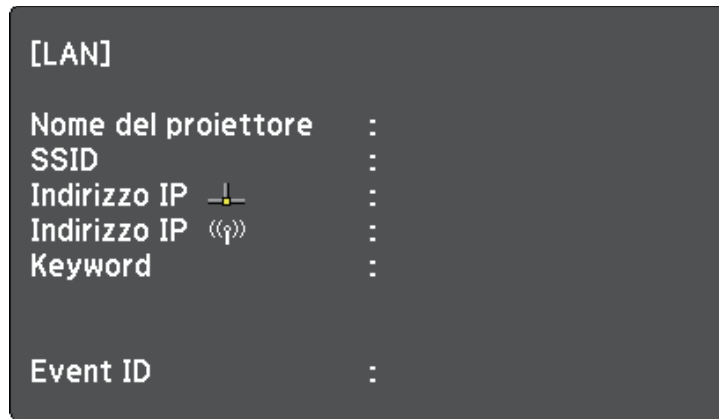 [LAN]
Nome del proiettore :
SSID :
Indirizzo IP :
Indirizzo IP :
Keyword :
Event ID :